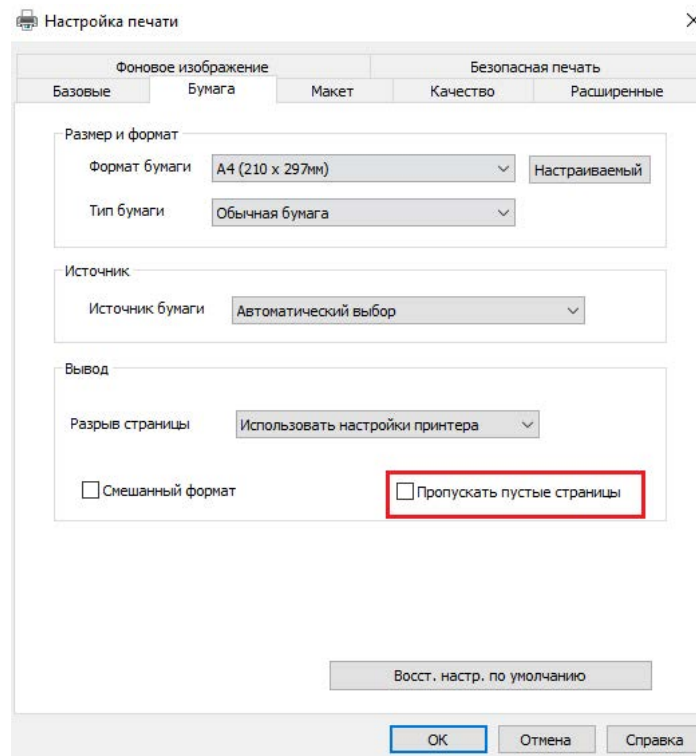 Настройка печати
Фоновое изображение Безопасная печать
Базовые Бумага Макет Качество Расширенные
Размер и формат
Формат бумаги A4 (210 x 297мм) Настраиваемый
Тип бумаги Обычная бумага
Источник
Источник бумаги Автоматический выбор
Вывод
Разрыв страницы Использовать настройки принтера
Смешанный формат Пропускать пустые страницы
Восст. настр. по умолчанию
OK Отмена Справка